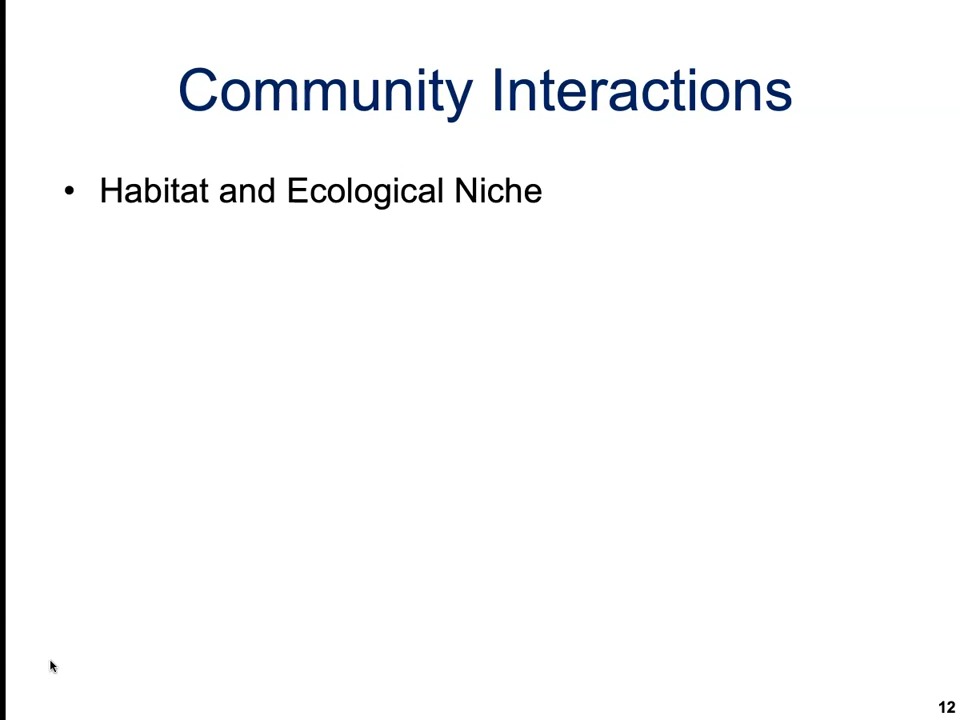 Community Interactions
• Habitat and Ecological Niche
12